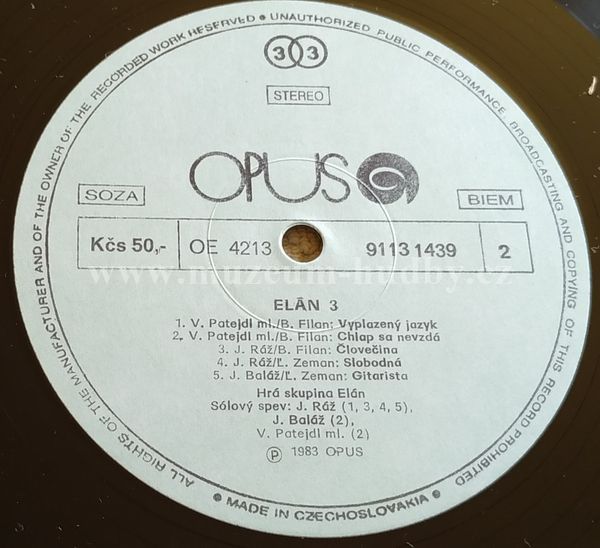 ALL RIGHTS OF THE MANUFACTURER AND OF THE OWNER OF THE RECORDED WORK RESERVED ● UNAUTHORIZED PUBLIC PERFORMANCE, BROADCASTING AND COPYING OF THIS RECORD PROHIBITED
33
STEREO
OPUS
SOZA
BIEM
Kčs 50,- OE 4213 9113 1439 2
www.muzeum-hudby.cz
ELÁN 3
1. V. Patejdl ml./B. Filan: Vyplazený jazyk
2. V. Patejdl ml./B. Filan: Chlap sa nevzdá
3. J. Ráž/B. Filan: Človečina
4. J. Ráž/Ľ. Zeman: Slobodná
5. J. Baláž/Ľ. Zeman: Gitarista
Hrá skupina Elán
Sólový spev: J. Ráž (1, 3, 4, 5),
J. Baláž (2),
V. Patejdl ml. (2)
Ⓟ 1983 OPUS
● MADE IN CZECHOSLOVAKIA ●